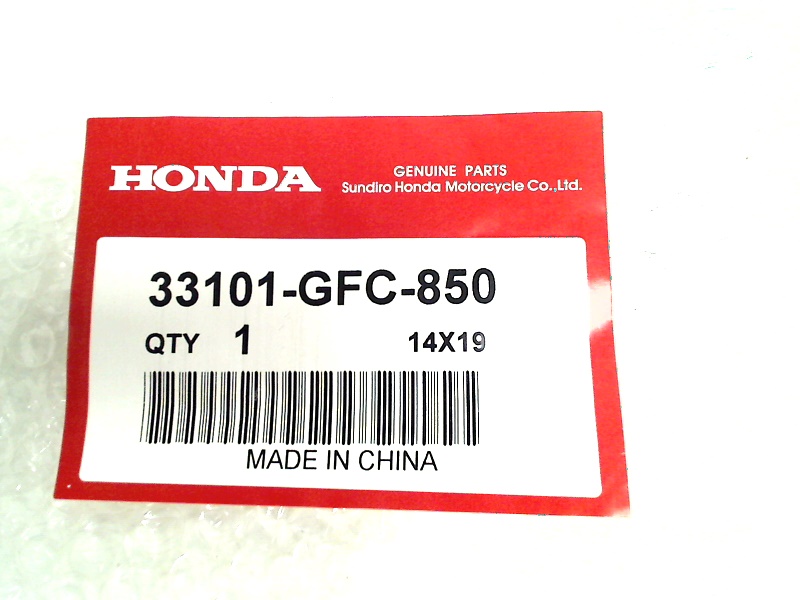 HONDA
GENUINE PARTS
Sundiro Honda Motorcycle Co.,Ltd.
33101-GFC-850
QTY 1 14X19
MADE IN CHINA